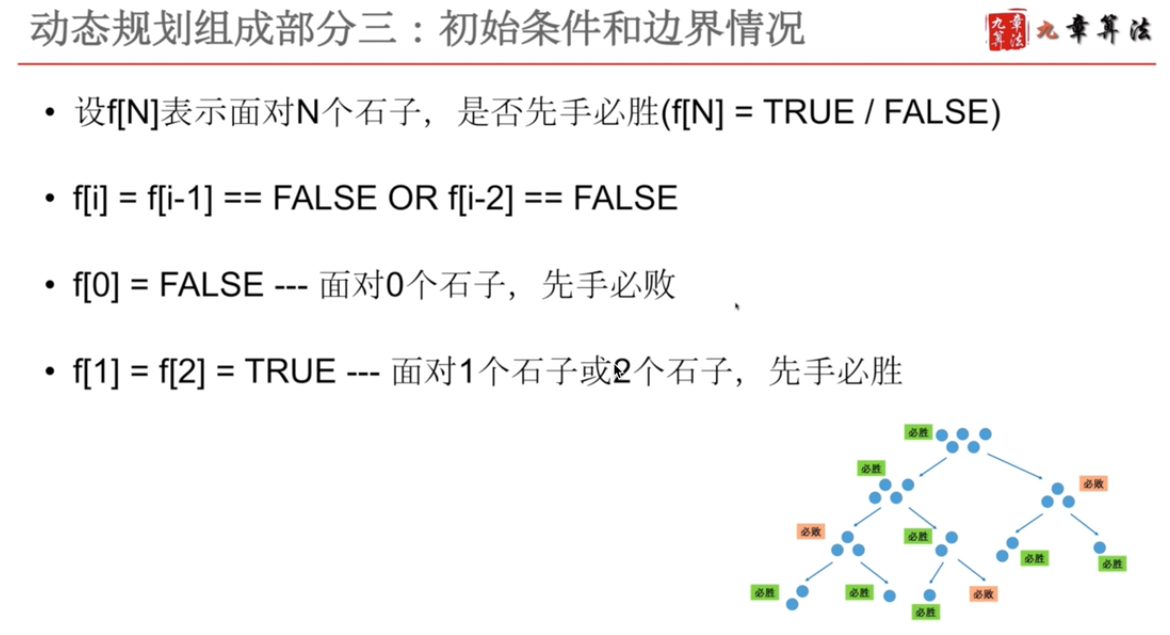 动态规划组成部分三：初始条件和边界情况
九章算法 九章算法
• 设f[N]表示面对N个石子，是否先手必胜(f[N] = TRUE / FALSE)
• f[i] = f[i-1] == FALSE OR f[i-2] == FALSE
• f[0] = FALSE --- 面对0个石子，先手必败
• f[1] = f[2] = TRUE --- 面对1个石子或2个石子，先手必胜
必胜
必胜
必败
必败
必胜
必胜
必胜
必胜
必胜
必败
必胜